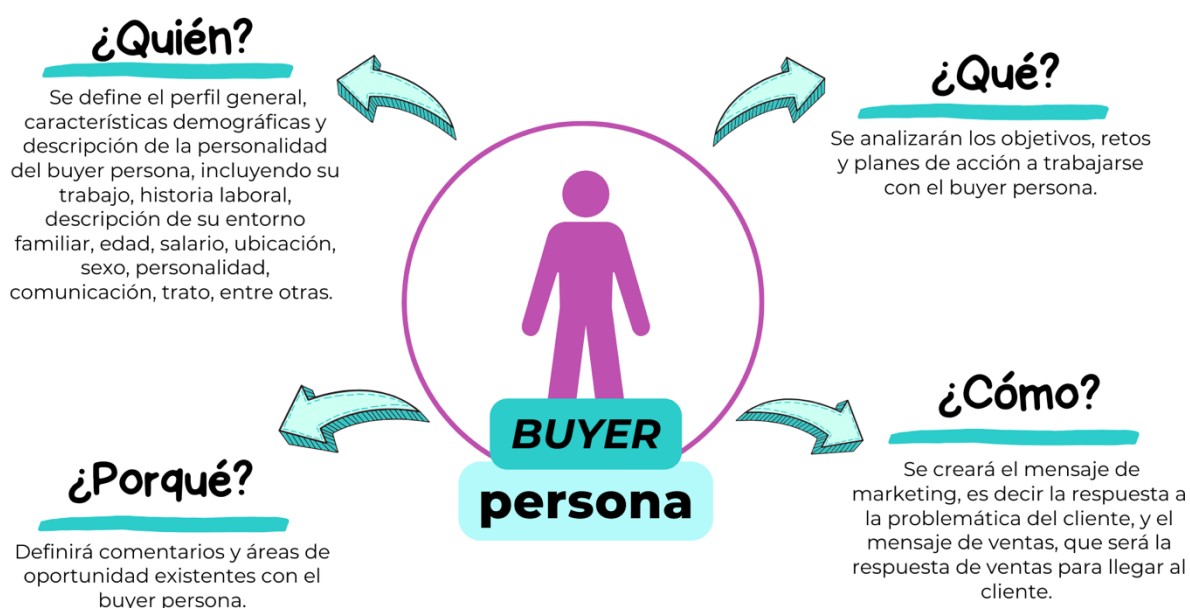 ¿Quién?
Se define el perfil general,
características demográficas y
descripción de la personalidad
del buyer persona, incluyendo su
trabajo, historia laboral,
descripción de su entorno
familiar, edad, salario, ubicación,
sexo, personalidad,
comunicación, trato, entre otras.
¿Qué?
Se analizarán los objetivos, retos
y planes de acción a trabajarse
con el buyer persona.
BUYER
persona
¿Porqué?
Definirá comentarios y áreas de
oportunidad existentes con el
buyer persona.
¿Cómo?
Se creará el mensaje de
marketing, es decir la respuesta a
la problemática del cliente, y el
mensaje de ventas, que será la
respuesta de ventas para llegar al
cliente.